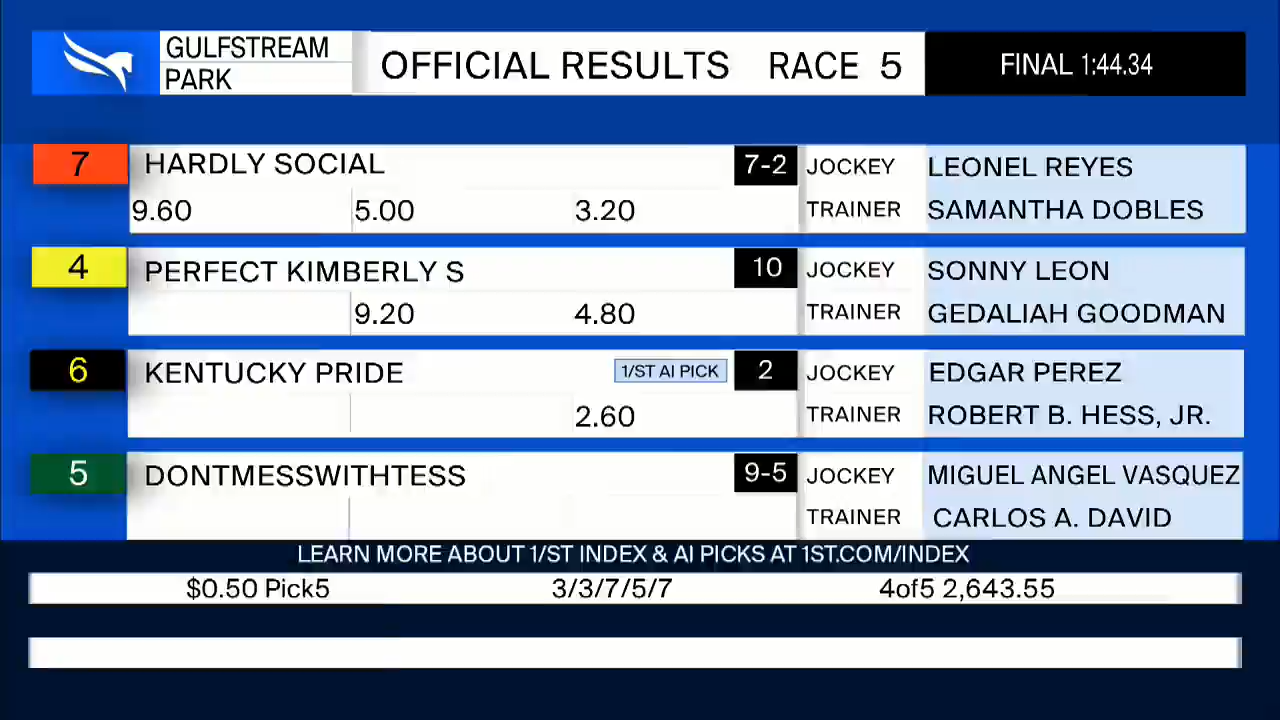 GULFSTREAM
PARK
OFFICIAL RESULTS RACE 5
FINAL 1:44.34
7 HARDLY SOCIAL 7-2 JOCKEY LEONEL REYES
9.60 5.00 3.20 TRAINER SAMANTHA DOBLES
4 PERFECT KIMBERLY S 10 JOCKEY SONNY LEON
9.20 4.80 TRAINER GEDALIAH GOODMAN
6 KENTUCKY PRIDE 1/ST AI PICK 2 JOCKEY EDGAR PEREZ
2.60 TRAINER ROBERT B. HESS, JR.
5 DONTMESSWITHTESS 9-5 JOCKEY MIGUEL ANGEL VASQUEZ
TRAINER CARLOS A. DAVID
LEARN MORE ABOUT 1/ST INDEX & AI PICKS AT 1ST.COM/INDEX
$0.50 Pick5 3/3/7/5/7 4of5 2,643.55